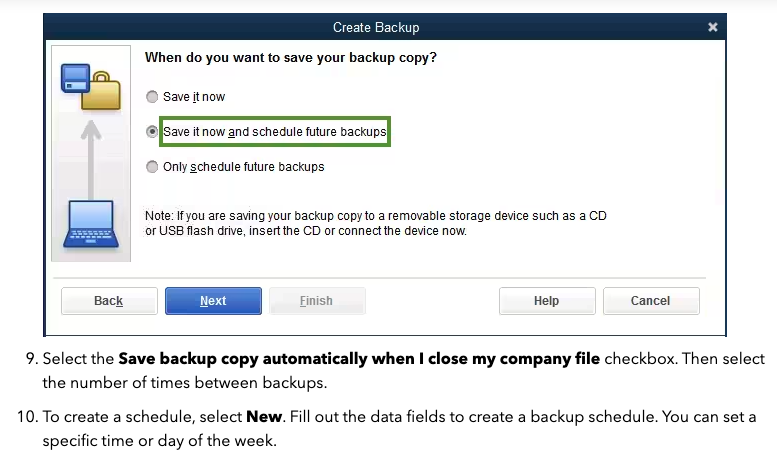 Create Backup
When do you want to save your backup copy?
Save it now
Save it now and schedule future backups
Only schedule future backups
Note: If you are saving your backup copy to a removable storage device such as a CD
or USB flash drive, insert the CD or connect the device now.
Back Next Finish Help Cancel
9. Select the Save backup copy automatically when I close my company file checkbox. Then select
the number of times between backups.
10. To create a schedule, select New. Fill out the data fields to create a backup schedule. You can set a
specific time or day of the week.